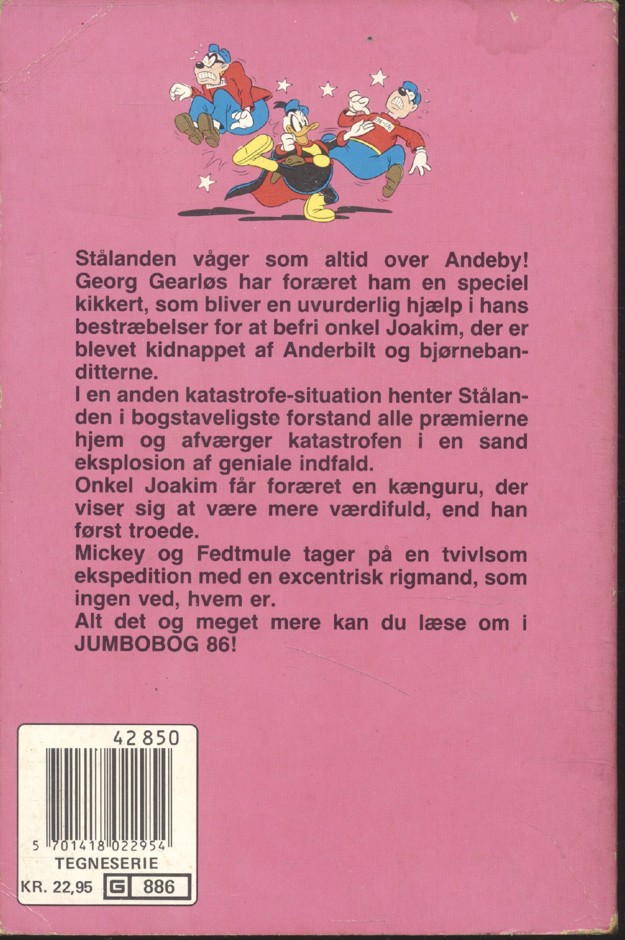 Stålanden våger som altid over Andeby!
Georg Gearløs har foræret ham en speciel
kikkert, som bliver en uvurderlig hjælp i hans
bestræbelser for at befri onkel Joakim, der er
blevet kidnappet af Anderbilt og bjørneban-
ditterne.
I en anden katastrofe-situation henter Stålan-
den i bogstaveligste forstand alle præmierne
hjem og afværger katastrofen i en sand
eksplosion af geniale indfald.
Onkel Joakim får foræret en kænguru, der
viser sig at være mere værdifuld, end han
først troede.
Mickey og Fedtmule tager på en tvivlsom
ekspedition med en excentrisk rigmand, som
ingen ved, hvem er.
Alt det og meget mere kan du læse om i
JUMBOBOG 86!
42850
5 701418 022954
TEGNESERIE
KR. 22,95 G 886